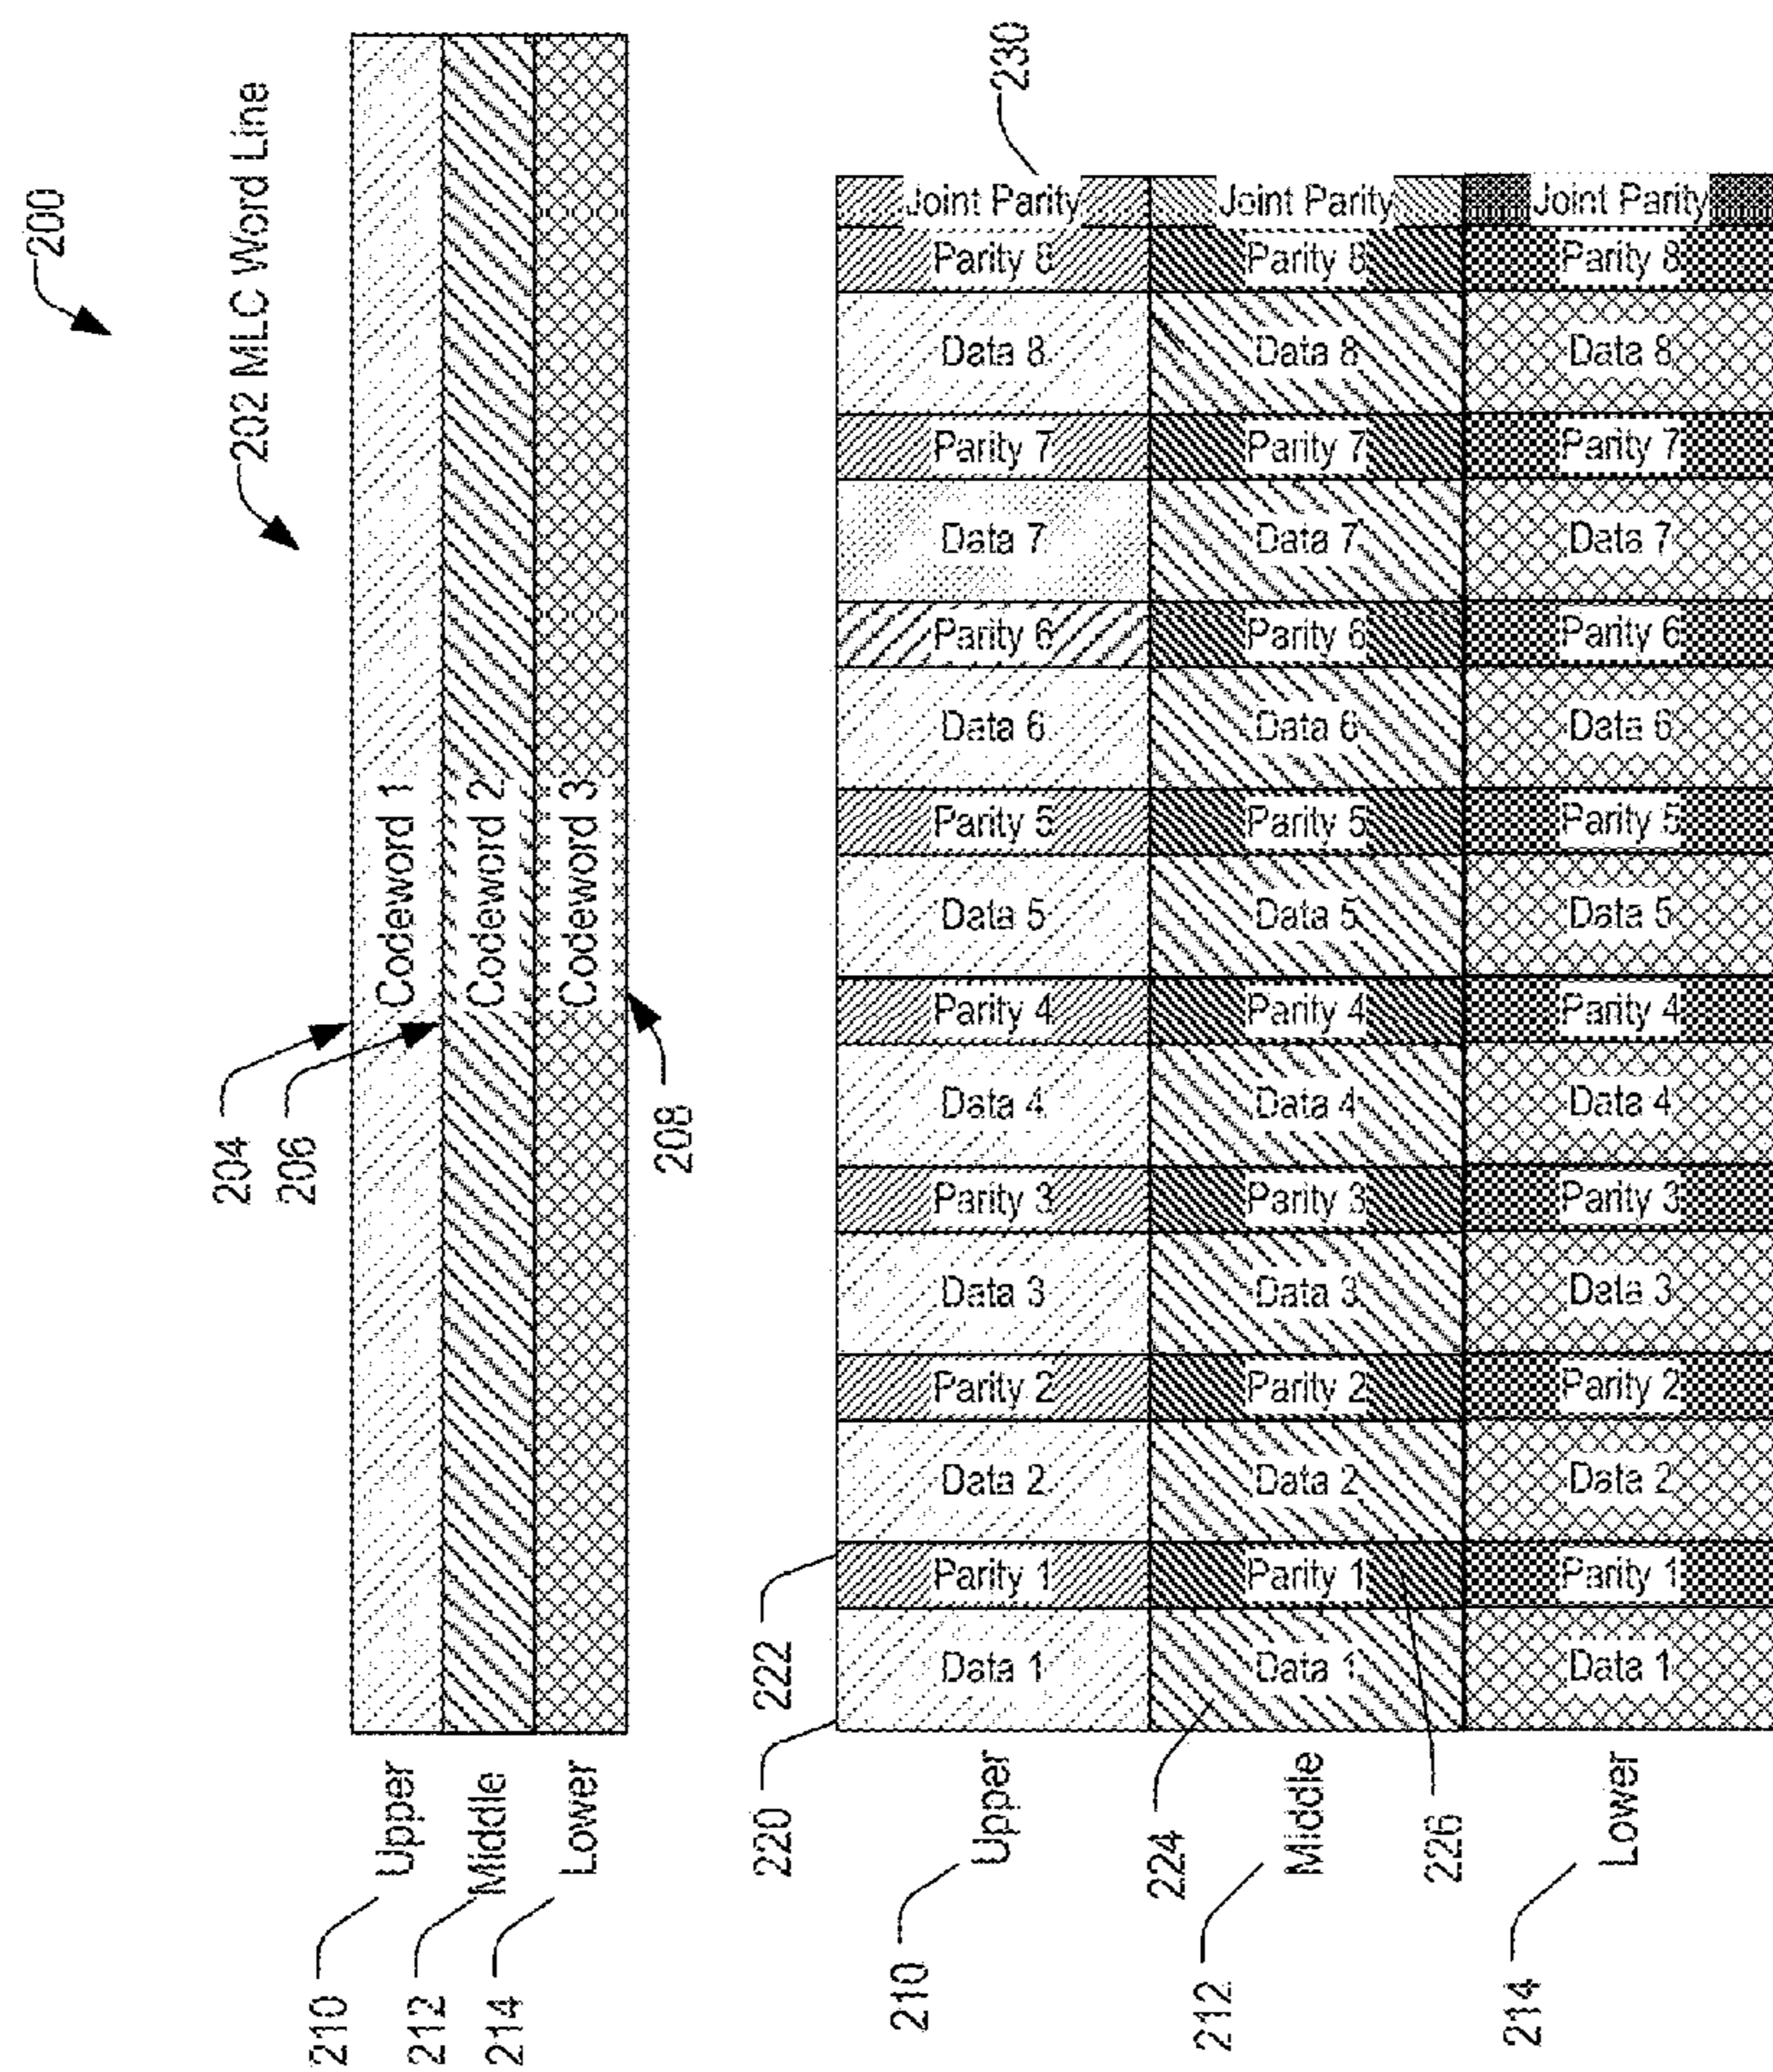 200
202 MLC Word Line
204
206
Codeword 1
Codeword 2
Codeword 3
208
210
Upper
212
Middle
214
Lower
220
222
230
210
Upper
Data 1 Parity 1 Data 2 Parity 2 Data 3 Parity 3 Data 4 Parity 4 Data 5 Parity 5 Data 6 Parity 6 Data 7 Parity 7 Data 8 Parity 8 Joint Parity
224
212
Middle
Data 1 Parity 1 Data 2 Parity 2 Data 3 Parity 3 Data 4 Parity 4 Data 5 Parity 5 Data 6 Parity 6 Data 7 Parity 7 Data 8 Parity 8 Joint Parity
226
214
Lower
Data 1 Parity 1 Data 2 Parity 2 Data 3 Parity 3 Data 4 Parity 4 Data 5 Parity 5 Data 6 Parity 6 Data 7 Parity 7 Data 8 Parity 8 Joint Parity